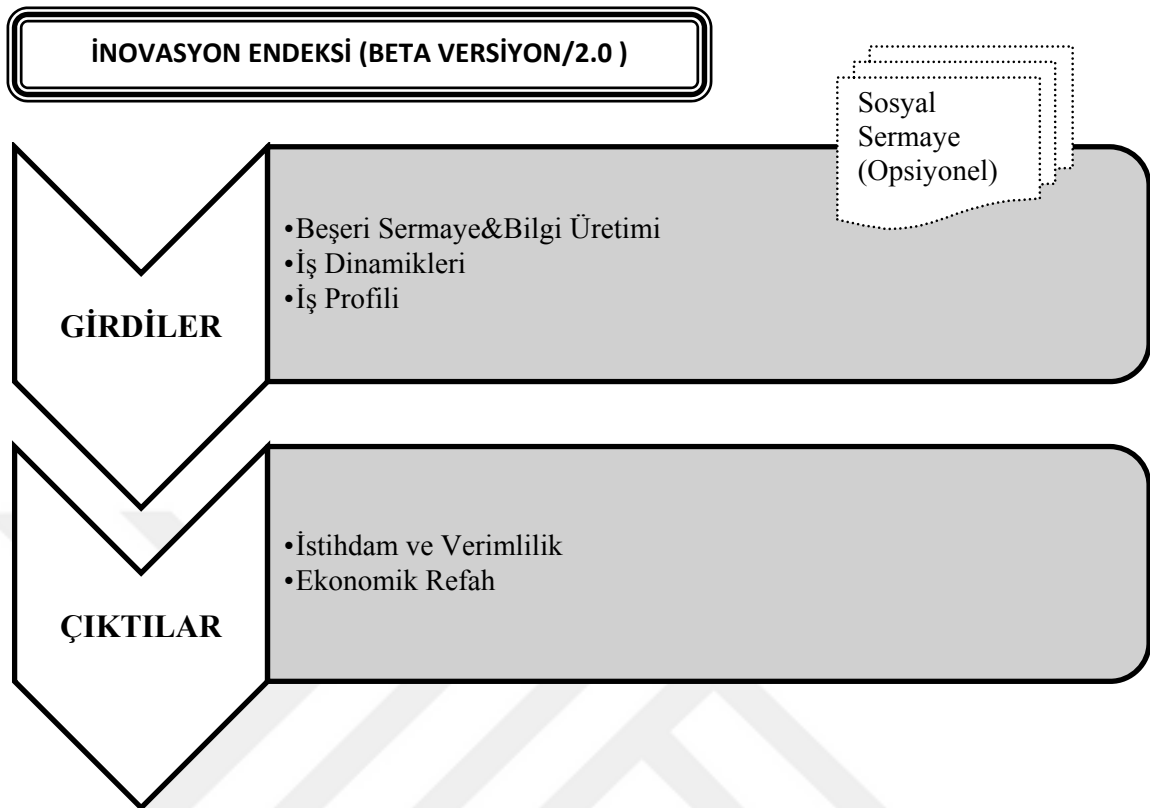 İNOVASYON ENDEKSİ (BETA VERSİYON/2.0 )
Sosyal
Sermaye
(Opsiyonel)
•Beşeri Sermaye&Bilgi Üretimi
•İş Dinamikleri
•İş Profili
GİRDİLER
•İstihdam ve Verimlilik
•Ekonomik Refah
ÇIKTILAR